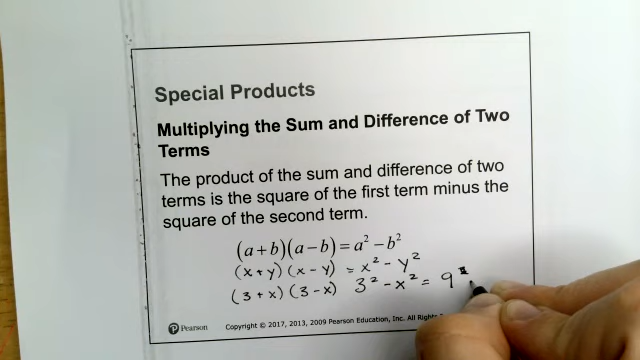 Special Products
Multiplying the Sum and Difference of Two
Terms
The product of the sum and difference of two
terms is the square of the first term minus the
square of the second term.
(a+b)(a−b)=a²−b²
(x+y)(x−y) = x²−y²
(3+x)(3−x) 3²−x²= 9
Pearson
Copyright © 2017, 2013, 2009 Pearson Education, Inc. All